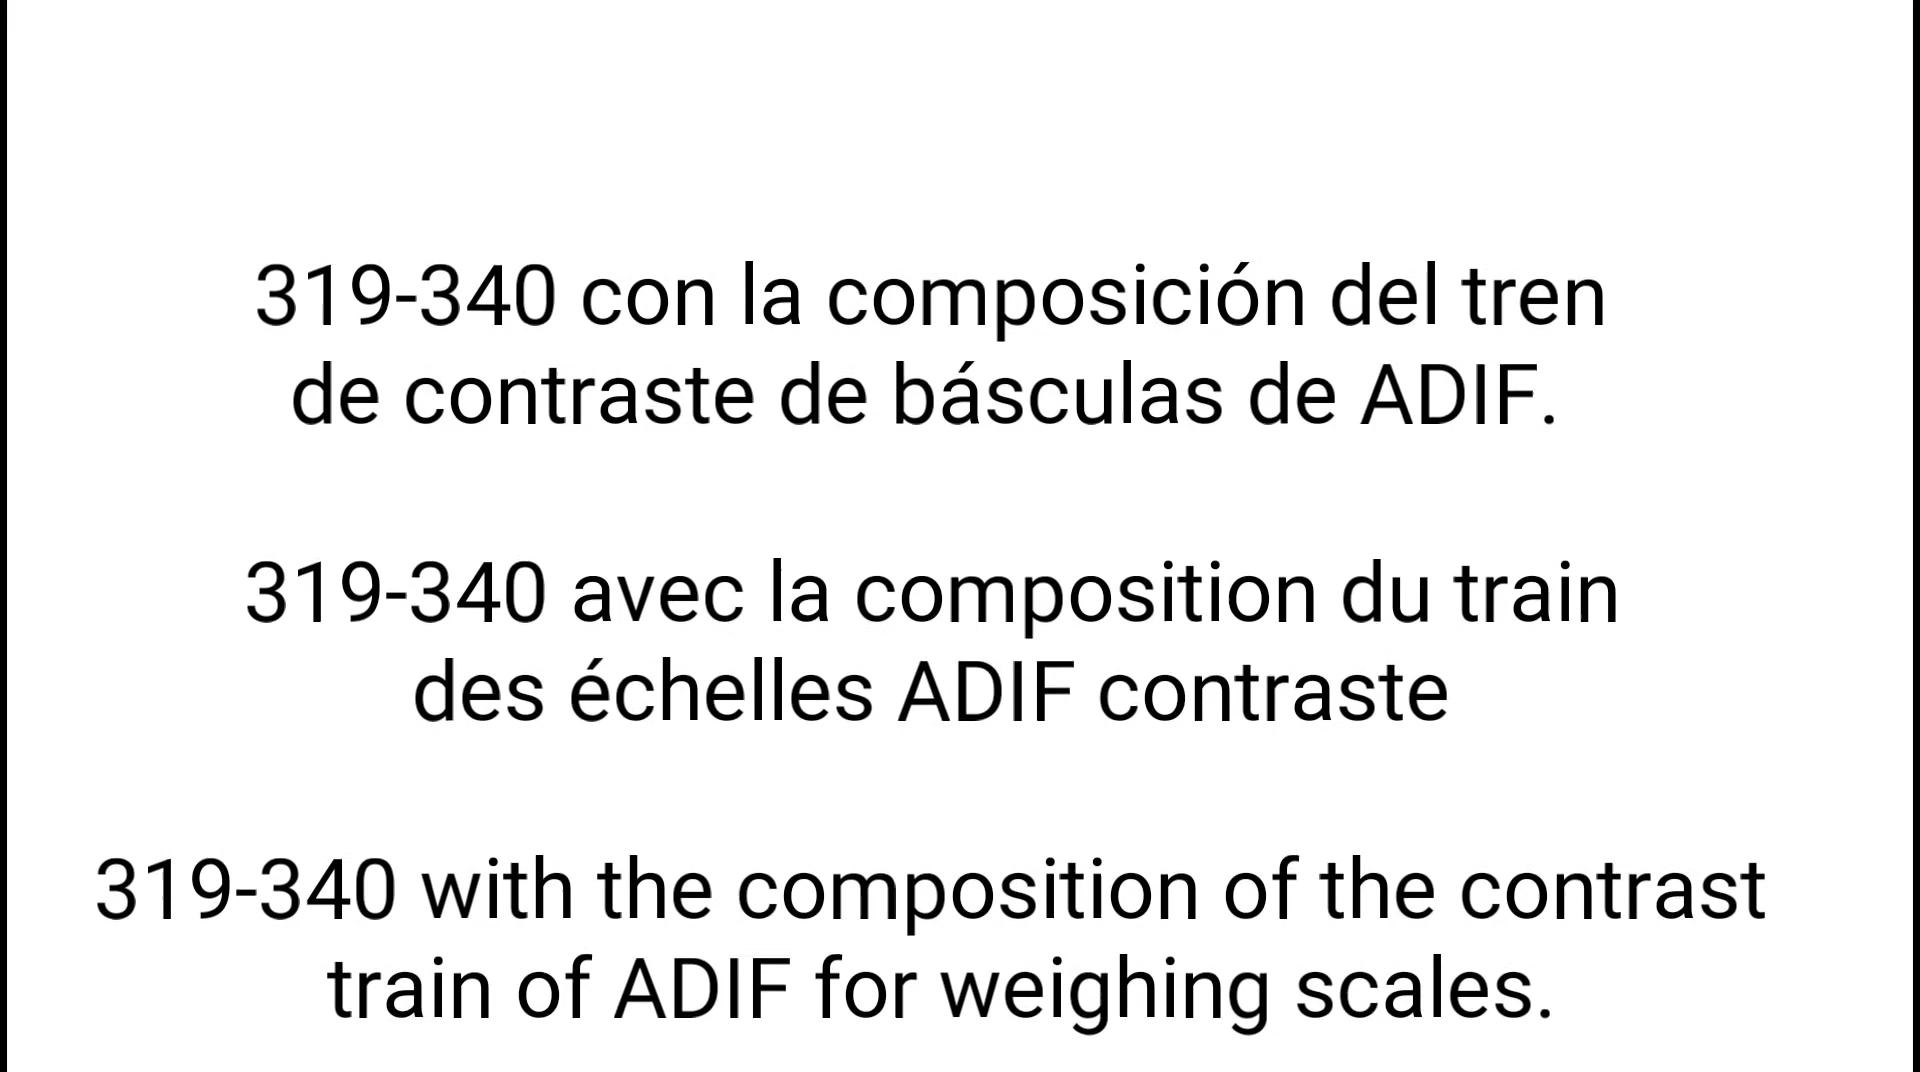 319-340 con la composición del tren
de contraste de básculas de ADIF.
319-340 avec la composition du train
des échelles ADIF contraste
319-340 with the composition of the contrast
train of ADIF for weighing scales.